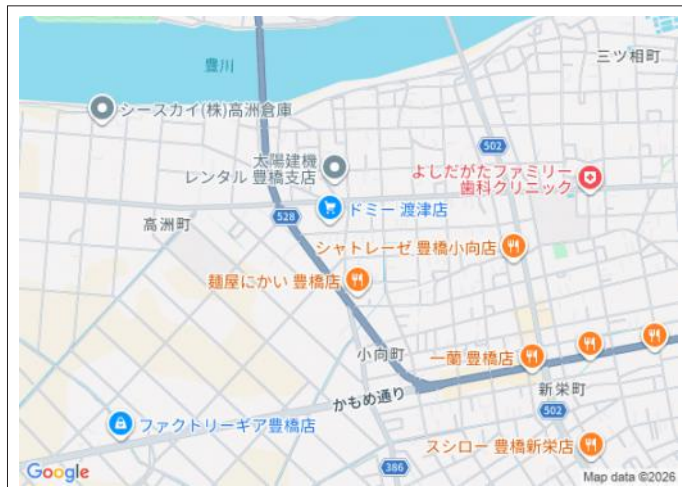 豊川
三ツ相町
シースカイ(株)高洲倉庫
502
太陽建機
レンタル 豊橋支店
よしだがたファミリー
歯科クリニック
ドミー 渡津店
528
高洲町
シャトレーゼ 豊橋小向店
麺屋にかい 豊橋店
小向町
一蘭 豊橋店
かもめ通り
新栄町
502
ファクトリーギア豊橋店
スシロー 豊橋新栄店
386
Google
Map data ©2026